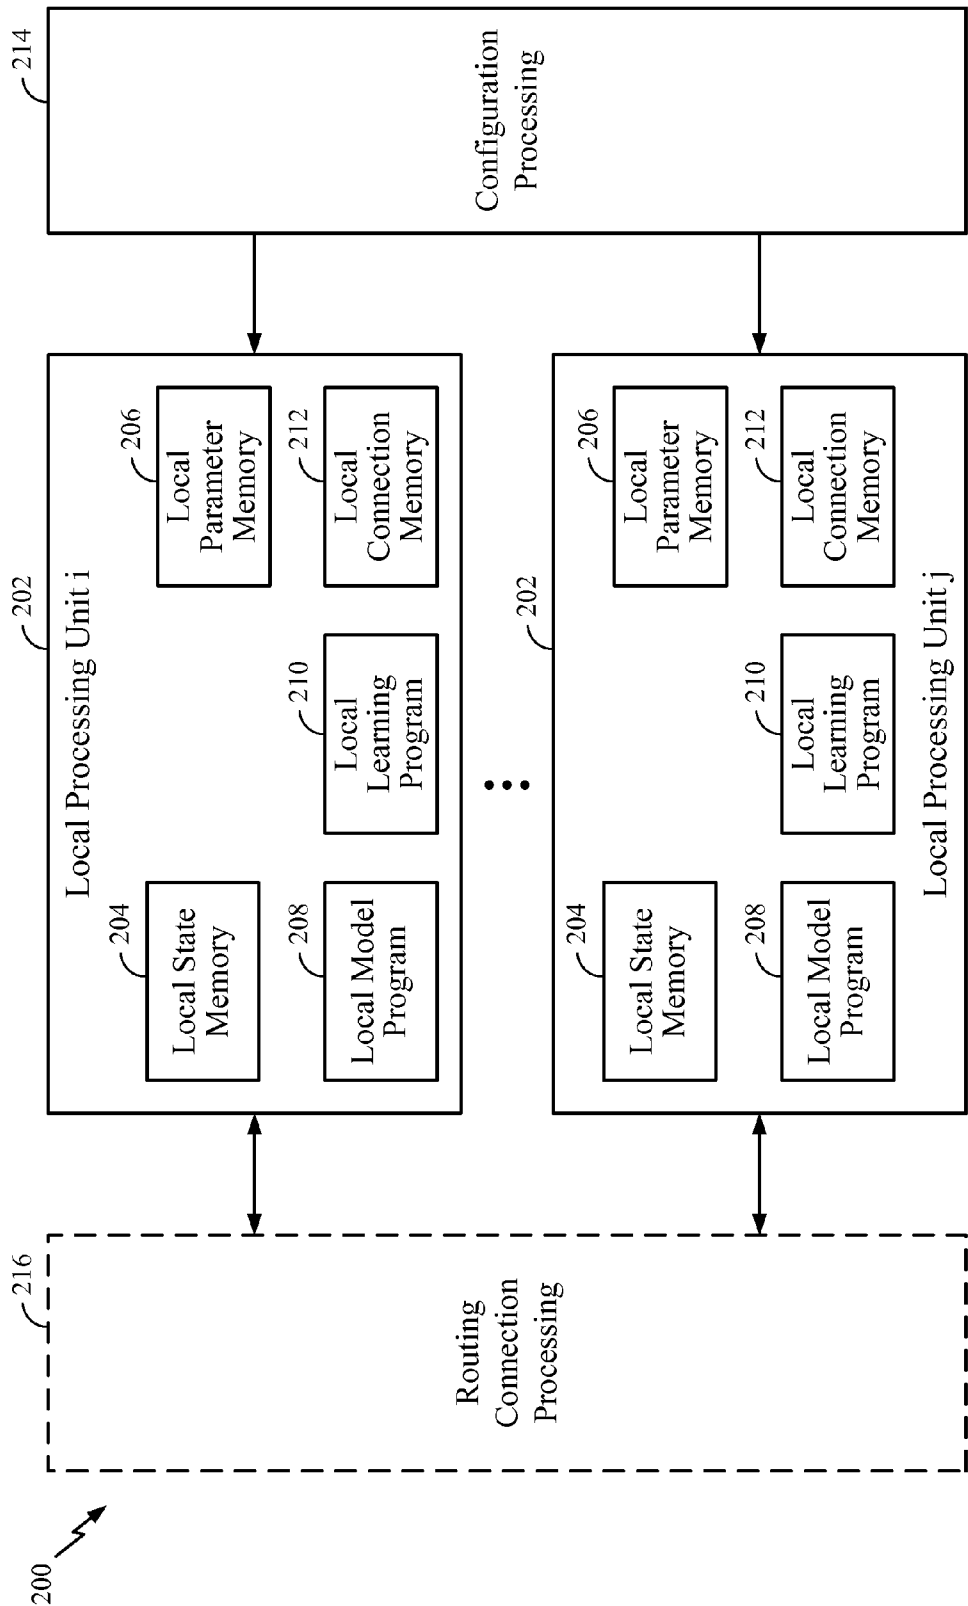 200
216
Routing
Connection
Processing
202
Local Processing Unit i
204
Local State
Memory
206
Local
Parameter
Memory
208
Local Model
Program
210
Local
Learning
Program
212
Local
Connection
Memory
202
204
Local State
Memory
206
Local
Parameter
Memory
208
Local Model
Program
210
Local
Learning
Program
212
Local
Connection
Memory
Local Processing Unit j
214
Configuration
Processing